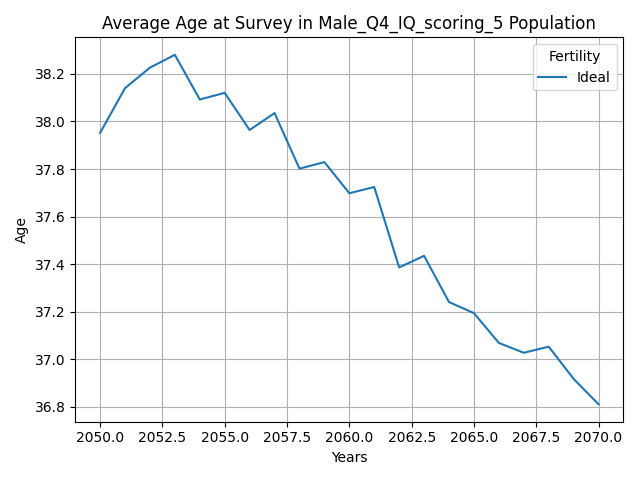 Average Age at Survey in Male_Q4_IQ_scoring_5 Population
Fertility
Ideal
38.2
38.0
37.8
37.6
37.4
37.2
37.0
36.8
Age
2050.0 2052.5 2055.0 2057.5 2060.0 2062.5 2065.0 2067.5 2070.0
Years